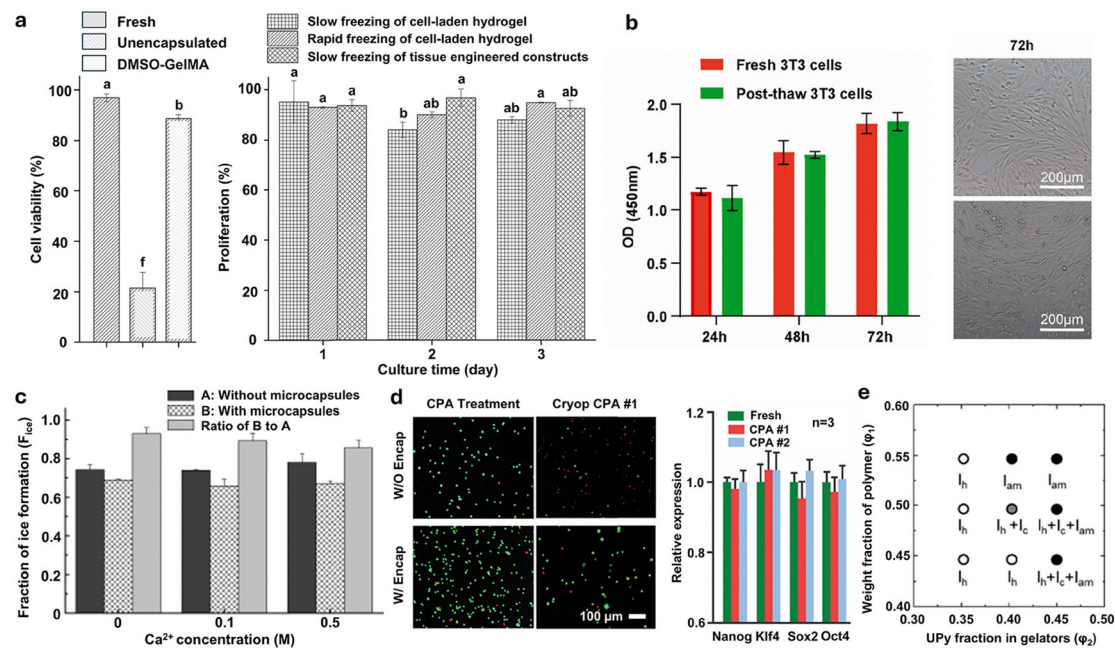 a
Fresh
Unencapsulated
DMSO-GelMA
Cell viability (%)
100
80
60
40
20
0
a
f
b
Slow freezing of cell-laden hydrogel
Rapid freezing of cell-laden hydrogel
Slow freezing of tissue engineered constructs
Proliferation (%)
100
80
60
40
20
0
a
a
a
b
ab
a
ab
a
ab
1
2
3
Culture time (day)
b
Fresh 3T3 cells
Post-thaw 3T3 cells
OD (450nm)
2.0
1.5
1.0
0.5
0.0
24h
48h
72h
72h
200μm
200μm
c
A: Without microcapsules
B: With microcapsules
Ratio of B to A
Fraction of ice formation (Fice)
1.0
0.8
0.6
0.4
0.2
0.0
0
0.1
0.5
Ca²⁺ concentration (M)
d
CPA Treatment
Cryop CPA #1
W/O Encap
W/ Encap
100 μm
Fresh
CPA #1
CPA #2
n=3
Relative expression
1.2
1.0
0.8
0.6
Nanog Klf4 Sox2 Oct4
e
Weight fraction of polymer (φ₁)
0.60
0.55
0.50
0.45
0.40
Ih
Iam
Iam
Ih
Ih +Ic
Ih+Ic+Iam
Ih
Ih
Ih+Ic+Iam
0.30 0.35 0.40 0.45 0.50
UPy fraction in gelators (φ₂)